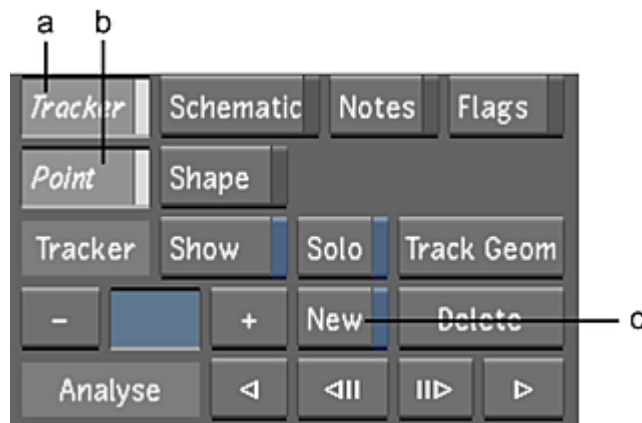 a b
Tracker Schematic Notes Flags
Point Shape
Tracker Show Solo Track Geom
- + New Delete c
Analyse